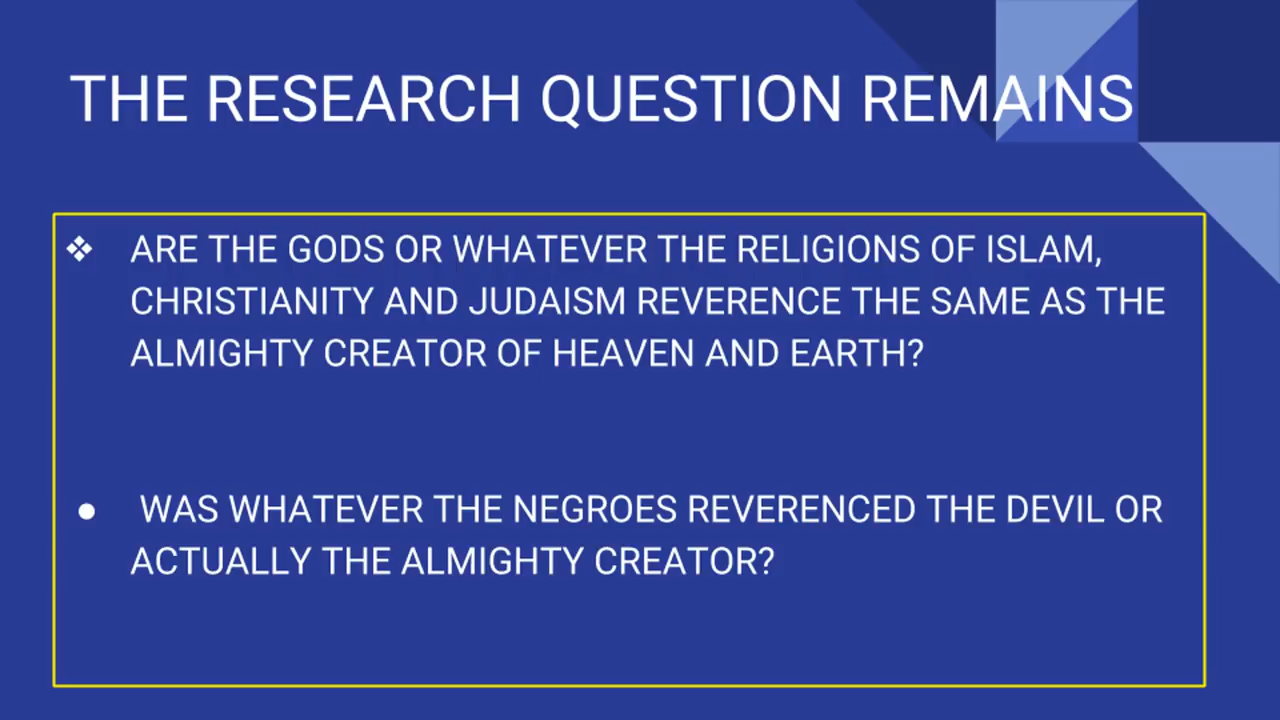 THE RESEARCH QUESTION REMAINS
❖ ARE THE GODS OR WHATEVER THE RELIGIONS OF ISLAM,
CHRISTIANITY AND JUDAISM REVERENCE THE SAME AS THE
ALMIGHTY CREATOR OF HEAVEN AND EARTH?
● WAS WHATEVER THE NEGROES REVERENCED THE DEVIL OR
ACTUALLY THE ALMIGHTY CREATOR?